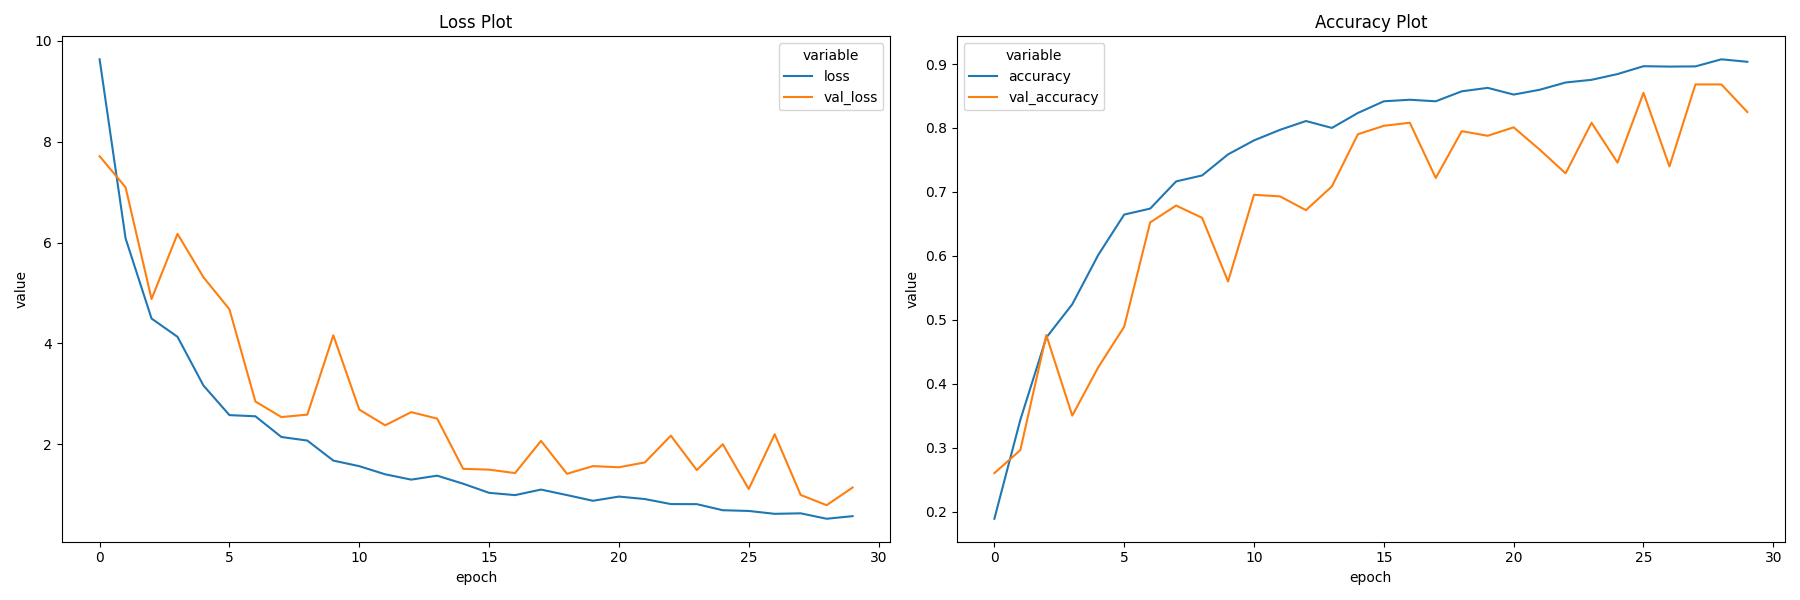 Loss Plot
10
8
6
4
2
value
variable
loss
val_loss
0 5 10 15 20 25 30
epoch
Accuracy Plot
0.9
0.8
0.7
0.6
0.5
0.4
0.3
0.2
value
variable
accuracy
val_accuracy
0 5 10 15 20 25 30
epoch